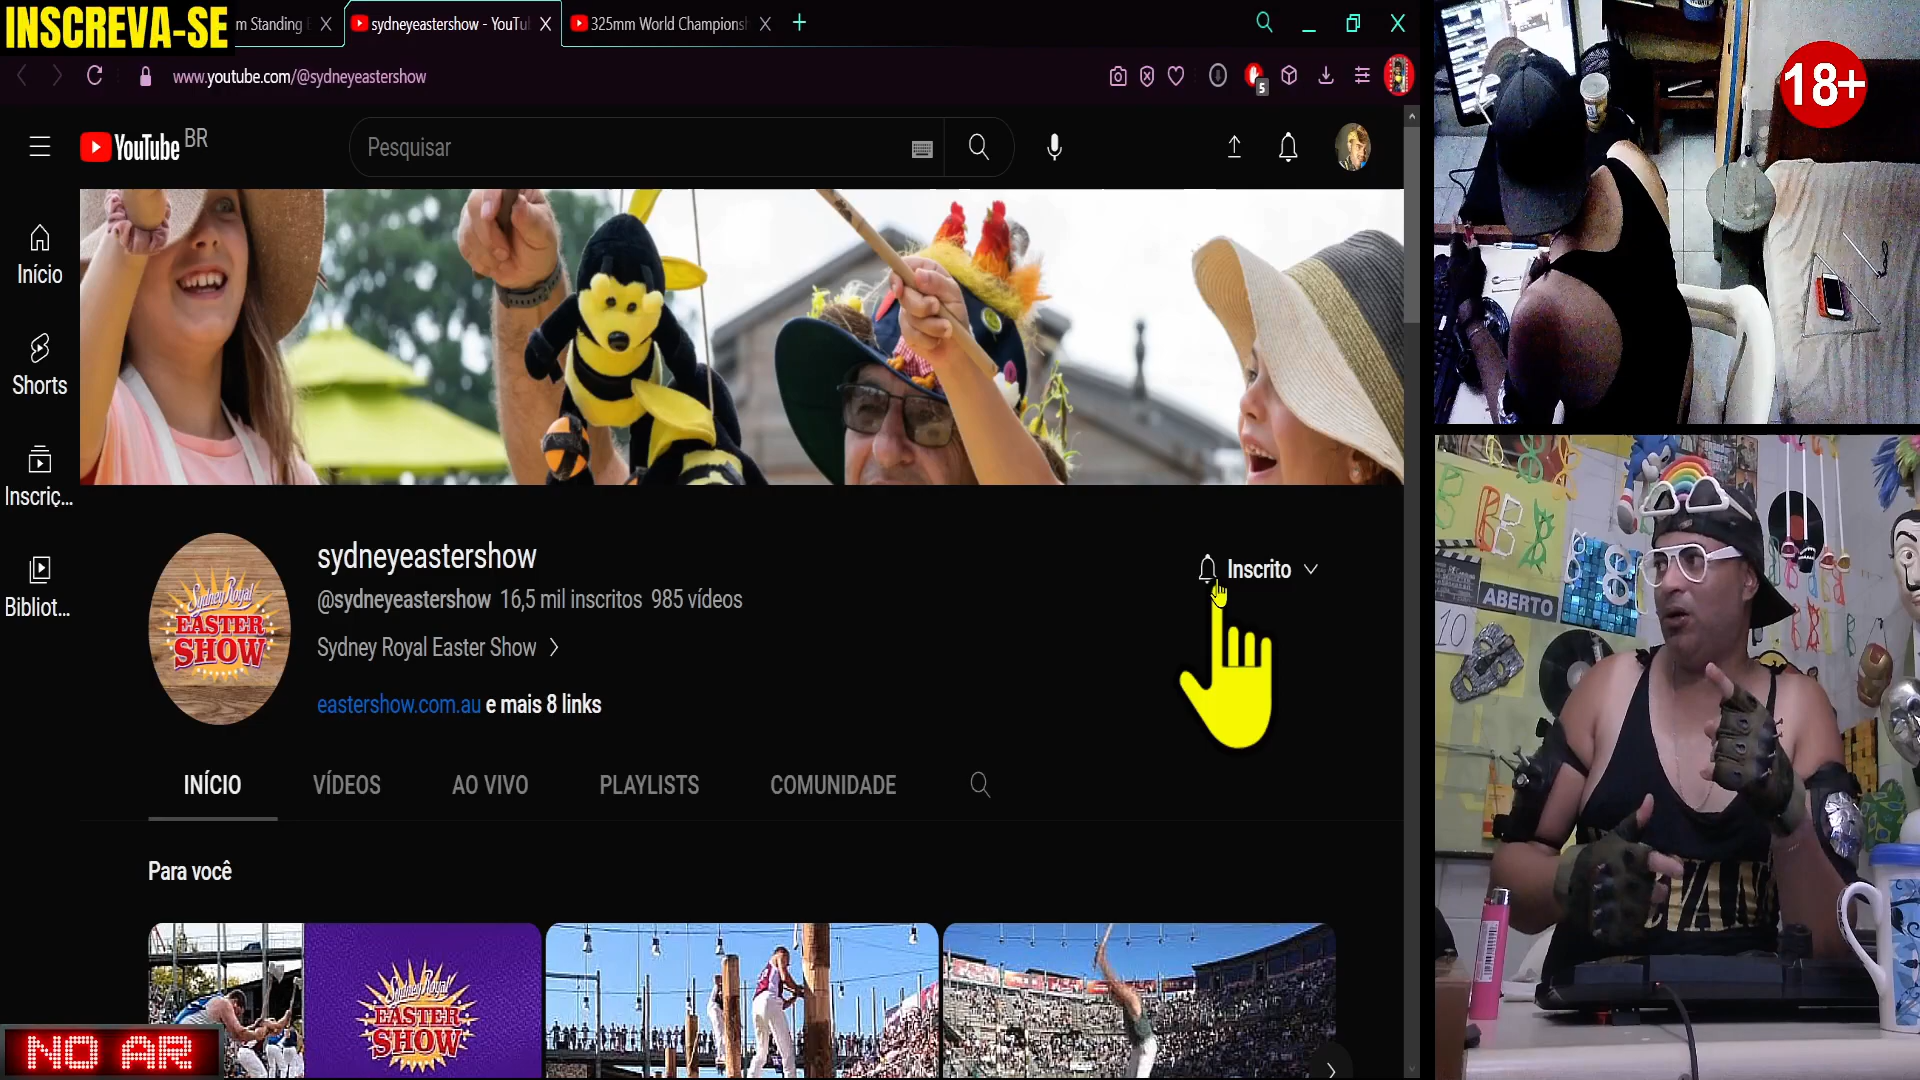 INSCREVA-SE
m Standing
sydneyeastershow - YouTu
325mm World Champions
www.youtube.com/@sydneyeastershow
5
18+
YouTube BR
Pesquisar
Início
Shorts
Inscriç...
Bibliot...
sydneyeastershow
@sydneyeastershow 16,5 mil inscritos 985 vídeos
Sydney Royal Easter Show
eastershow.com.au e mais 8 links
Inscrito
Sydney Royal
EASTER
SHOW
INÍCIO
VÍDEOS
AO VIVO
PLAYLISTS
COMUNIDADE
Para você
Sydney Royal
EASTER
SHOW
NO AR
ABERTO
10